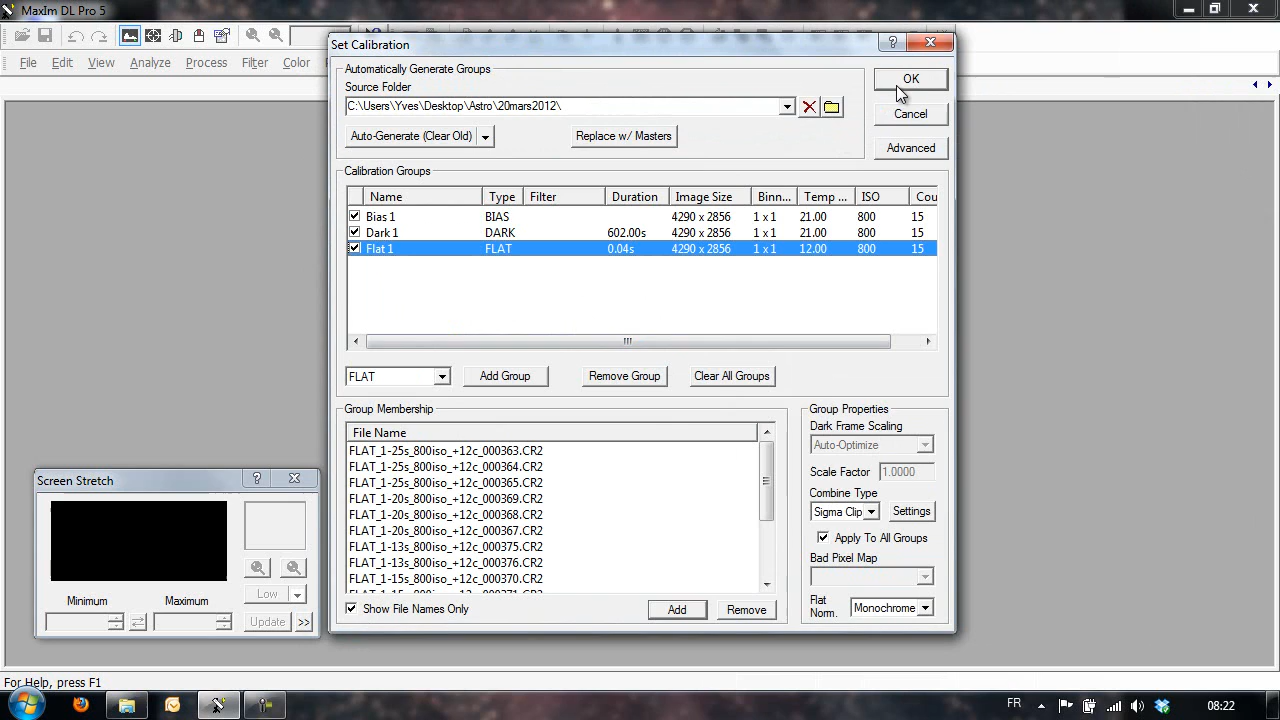 MaxIm DL Pro 5
File Edit View Analyze Process Filter Color
Set Calibration
Automatically Generate Groups
Source Folder
C:\Users\Yves\Desktop\Astro\20mars2012\
OK
Cancel
Advanced
Auto-Generate (Clear Old)
Replace w/ Masters
Calibration Groups
Name Type Filter Duration Image Size Binn... Temp ... ISO Cou
Bias 1 BIAS 4290 x 2856 1 x 1 21.00 800 15
Dark 1 DARK 602.00s 4290 x 2856 1 x 1 21.00 800 15
Flat 1 FLAT 0.04s 4290 x 2856 1 x 1 12.00 800 15
FLAT
Add Group
Remove Group
Clear All Groups
Group Membership
File Name
FLAT_1-25s_800iso_+12c_000363.CR2
FLAT_1-25s_800iso_+12c_000364.CR2
FLAT_1-25s_800iso_+12c_000365.CR2
FLAT_1-20s_800iso_+12c_000369.CR2
FLAT_1-20s_800iso_+12c_000368.CR2
FLAT_1-20s_800iso_+12c_000367.CR2
FLAT_1-13s_800iso_+12c_000375.CR2
FLAT_1-13s_800iso_+12c_000376.CR2
FLAT_1-15s_800iso_+12c_000370.CR2
FLAT_1-15s_800iso_+12c_000371.CR2
Show File Names Only
Add
Remove
Group Properties
Dark Frame Scaling
Auto-Optimize
Scale Factor 1.0000
Combine Type
Sigma Clip
Settings
Apply To All Groups
Bad Pixel Map
Flat
Norm.
Monochrome
Screen Stretch
Low
Minimum Maximum
Update >>
For Help, press F1
FR
08:22